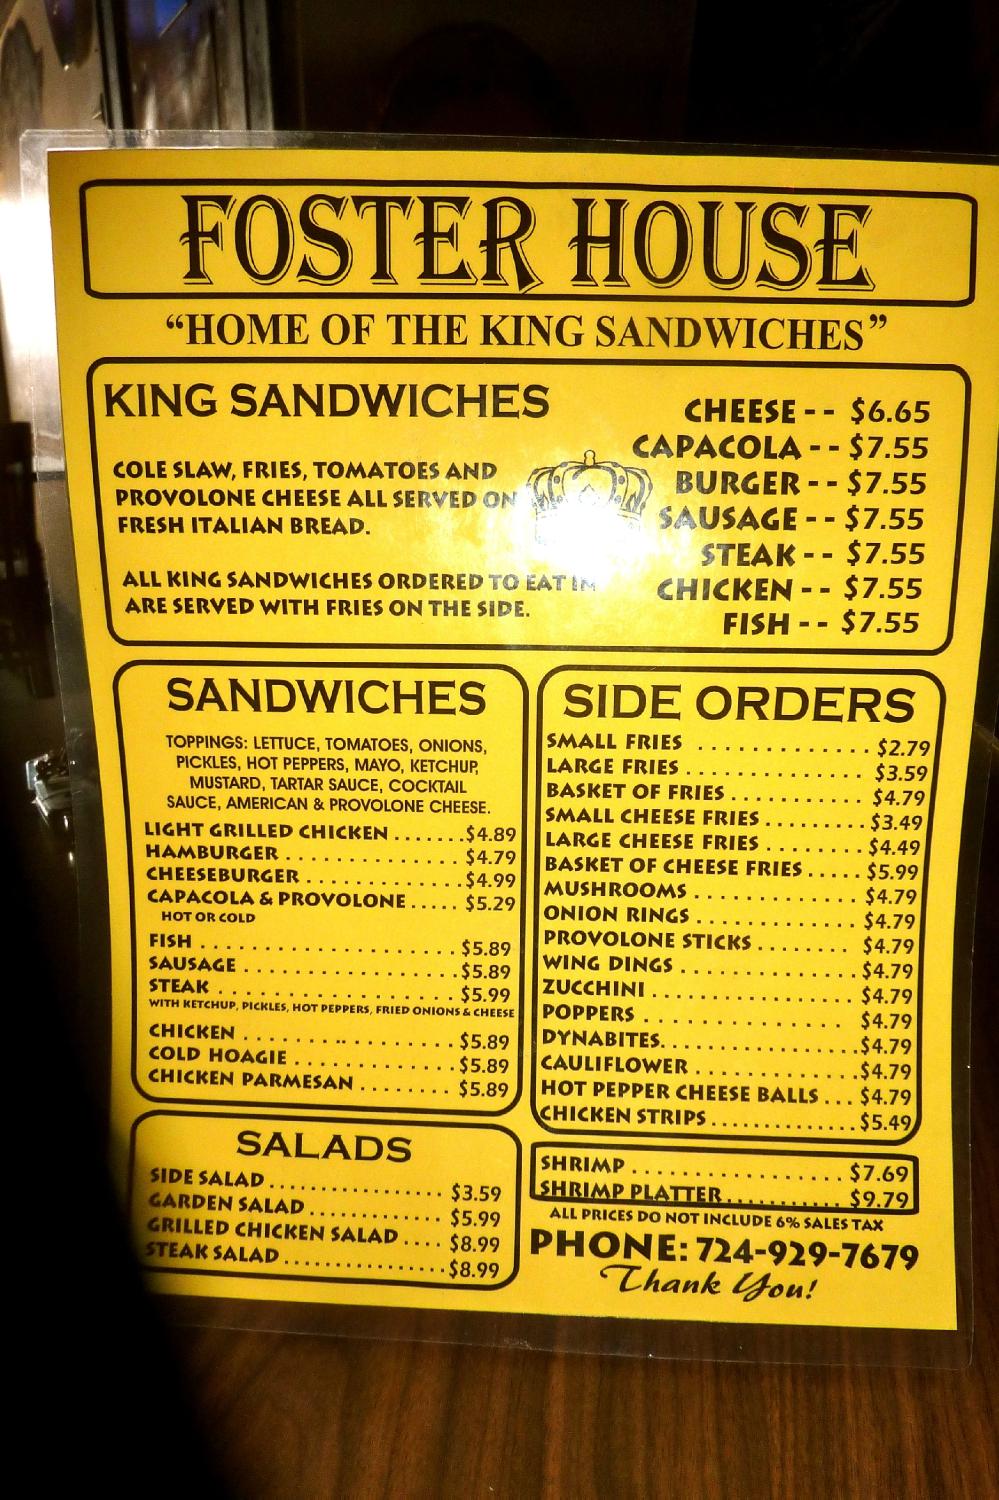 FOSTER HOUSE
"HOME OF THE KING SANDWICHES"
KING SANDWICHES
COLE SLAW, FRIES, TOMATOES AND
PROVOLONE CHEESE ALL SERVED ON
FRESH ITALIAN BREAD.
ALL KING SANDWICHES ORDERED TO EAT IN
ARE SERVED WITH FRIES ON THE SIDE.
CHEESE -- $6.65
CAPACOLA -- $7.55
BURGER -- $7.55
SAUSAGE -- $7.55
STEAK -- $7.55
CHICKEN -- $7.55
FISH -- $7.55
SANDWICHES
TOPPINGS: LETTUCE, TOMATOES, ONIONS,
PICKLES, HOT PEPPERS, MAYO, KETCHUP,
MUSTARD, TARTAR SAUCE, COCKTAIL
SAUCE, AMERICAN & PROVOLONE CHEESE.
LIGHT GRILLED CHICKEN ...... $4.89
HAMBURGER .............. $4.79
CHEESEBURGER ............ $4.99
CAPACOLA & PROVOLONE ..... $5.29
HOT OR COLD
FISH .................. $5.89
SAUSAGE .................. $5.89
STEAK .................. $5.99
WITH KETCHUP, PICKLES, HOT PEPPERS, FRIED ONIONS & CHEESE
CHICKEN .................. $5.89
COLD HOAGIE .............. $5.89
CHICKEN PARMESAN ........ $5.89
SALADS
SIDE SALAD .................. $3.59
GARDEN SALAD ............. $5.99
GRILLED CHICKEN SALAD .... $8.99
STEAK SALAD ................ $8.99
SIDE ORDERS
SMALL FRIES ............. $2.79
LARGE FRIES .............. $3.59
BASKET OF FRIES ........... $4.79
SMALL CHEESE FRIES ........ $3.49
LARGE CHEESE FRIES ........ $4.49
BASKET OF CHEESE FRIES ..... $5.99
MUSHROOMS .............. $4.79
ONION RINGS .............. $4.79
PROVOLONE STICKS ........ $4.79
WING DINGS .............. $4.79
ZUCCHINI ................ $4.79
POPPERS ................ $4.79
DYNABITES ................ $4.79
CAULIFLOWER ............. $4.79
HOT PEPPER CHEESE BALLS ... $4.79
CHICKEN STRIPS ............. $5.49
SHRIMP .................. $7.69
SHRIMP PLATTER ........... $9.79
ALL PRICES DO NOT INCLUDE 6% SALES TAX
PHONE: 724-929-7679
Thank You!